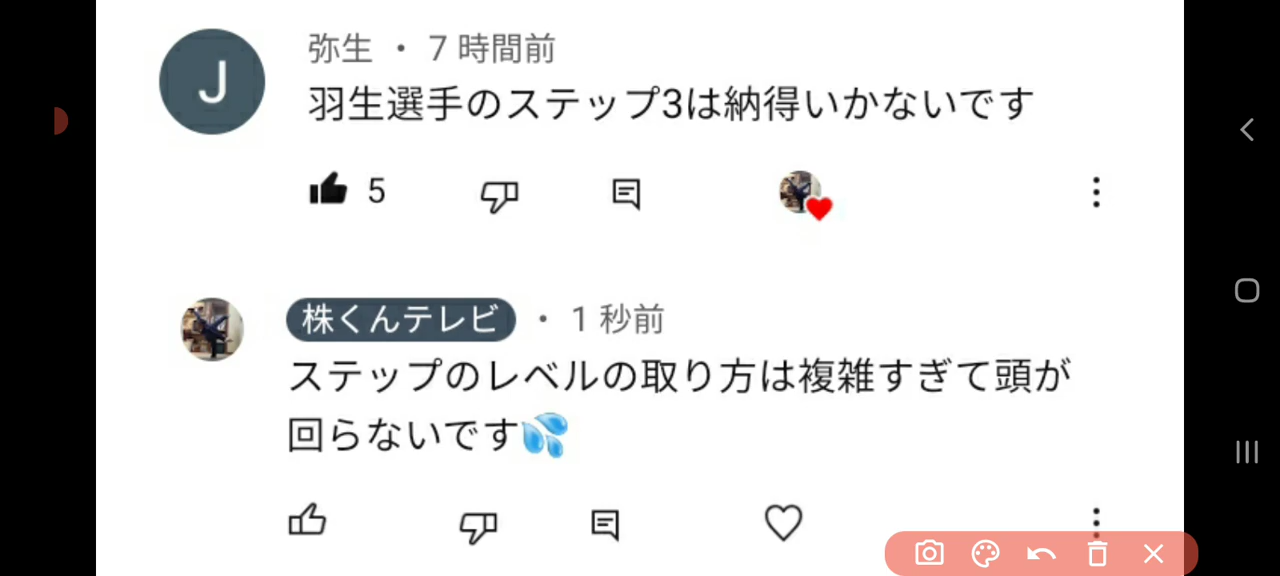 J
弥生 ・ 7 時間前
羽生選手のステップ3は納得いかないです
5
株くんテレビ ・ 1 秒前
ステップのレベルの取り方は複雑すぎて頭が
回らないです💦